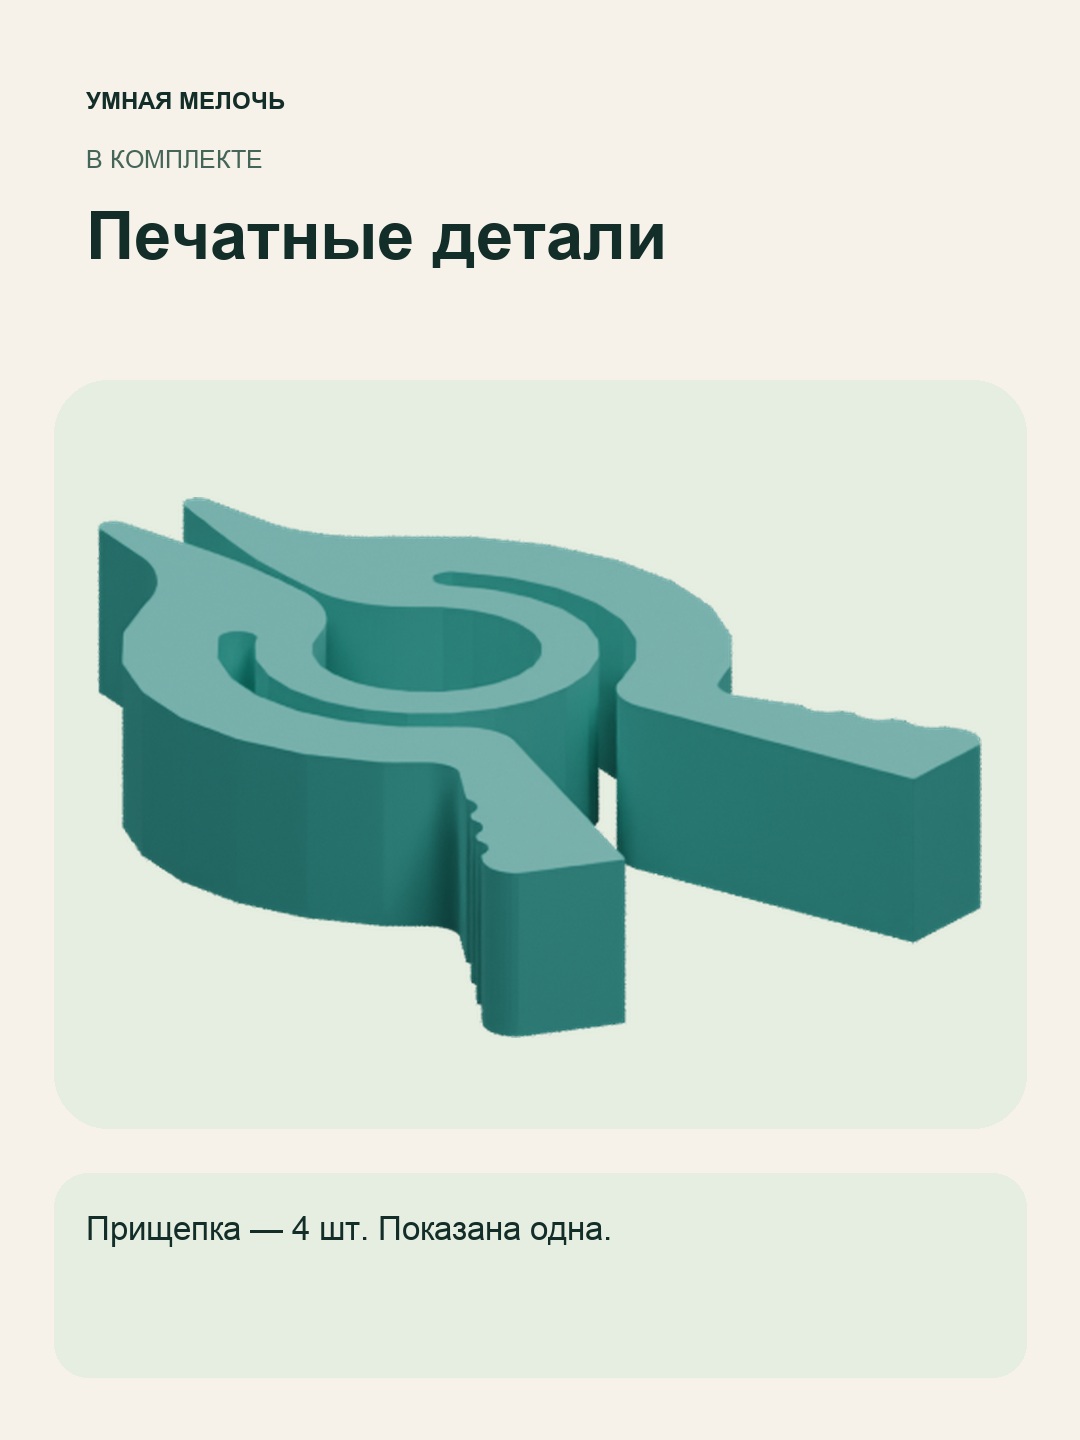 УМНАЯ МЕЛОЧЬ
В КОМПЛЕКТЕ
Печатные детали
Прищепка — 4 шт. Показана одна.